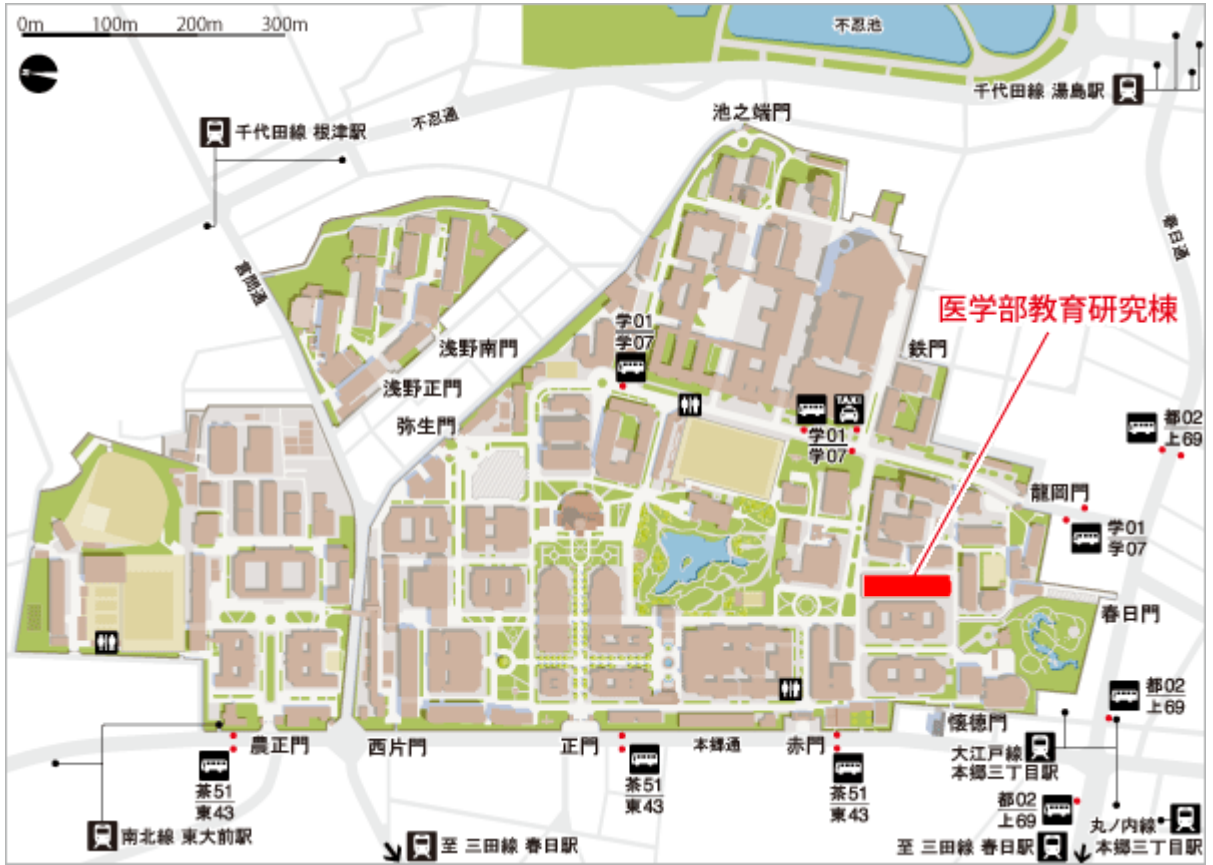 0m 100m 200m 300m
不忍池
千代田線 湯島駅
池之端門
不忍通
千代田線 根津駅
春日通
言問通
医学部教育研究棟
学01
学07
鉄門
浅野南門
浅野正門
弥生門
TAXI
学01
学07
都02
上69
龍岡門
学01
学07
春日門
都02
上69
懐徳門
農正門
西片門
正門
本郷通
赤門
大江戸線
本郷三丁目駅
茶51
東43
茶51
東43
茶51
東43
都02
上69
丸ノ内線
本郷三丁目駅
南北線 東大前駅
至 三田線 春日駅
至 三田線 春日駅